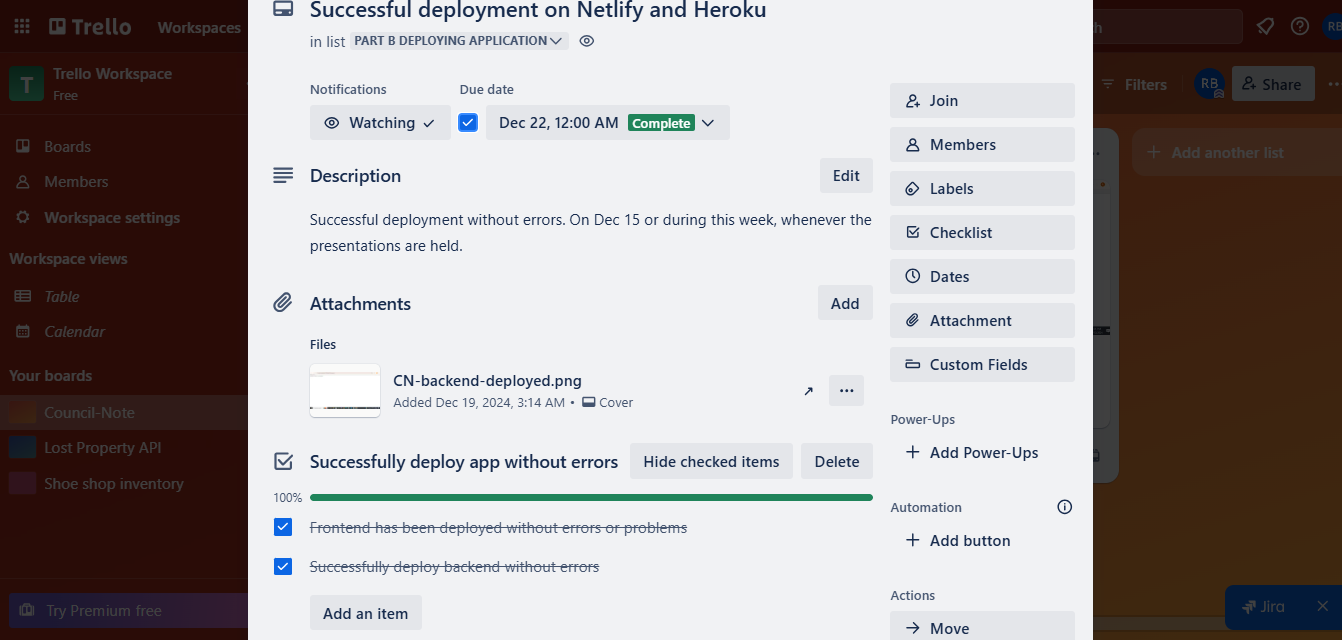 Successful deployment on Netlify and Heroku
in list PART B DEPLOYING APPLICATION
Trello
Workspaces
RB
Trello Workspace
Free
T
Boards
Members
Workspace settings
Workspace views
Table
Calendar
Your boards
Council-Note
Lost Property API
Shoe shop inventory
Try Premium free
Notifications
Due date
Watching
Dec 22, 12:00 AM Complete
Description
Edit
Successful deployment without errors. On Dec 15 or during this week, whenever the
presentations are held.
Attachments
Add
Files
CN-backend-deployed.png
Added Dec 19, 2024, 3:14 AM • Cover
Successfully deploy app without errors
Hide checked items
Delete
100%
Frontend has been deployed without errors or problems
Successfully deploy backend without errors
Add an item
Join
Members
Labels
Checklist
Dates
Attachment
Custom Fields
Power-Ups
Add Power-Ups
Automation
Add button
Actions
Move
Filters
RB
Share
Add another list
Jira